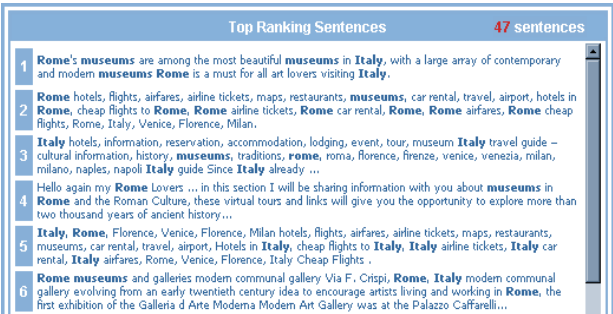 Top Ranking Sentences 47 sentences
1 Rome's museums are among the most beautiful museums in Italy, with a large array of contemporary
and modern museums Rome is a must for all art lovers visiting Italy.
2 Rome hotels, flights, airfares, airline tickets, maps, restaurants, museums, car rental, travel, airport, hotels in
Rome, cheap flights to Rome, Rome airline tickets, Rome car rental, Rome, Rome airfares, Rome cheap
flights, Rome, Italy, Venice, Florence, Milan.
3 Italy hotels, information, reservation, accommodation, lodging, event, tour, museum Italy travel guide –
cultural information, history, museums, traditions, rome, roma, florence, firenze, venice, venezia, milan,
milano, naples, napoli Italy guide Since Italy already ...
4 Hello again my Rome Lovers ... in this section I will be sharing information with you about museums in
Rome and the Roman Culture, these virtual tours and links will give you the opportunity to explore more than
two thousand years of ancient history...
5 Italy, Rome, Florence, Venice, Florence, Milan hotels, flights, airfares, airline tickets, maps, restaurants,
museums, car rental, travel, airport, Hotels in Italy, cheap flights to Italy, Italy airline tickets, Italy car
rental, Italy airfares, Rome, Venice, Florence, Italy Cheap Flights .
6 Rome museums and galleries modern communal gallery Via F. Crispi, Rome, Italy modern communal
gallery evolving from an early twentieth century idea to encourage artists living and working in Rome, the
first exhibition of the Galleria d Arte Moderna Modern Art Gallery was at the Palazzo Caffarelli...